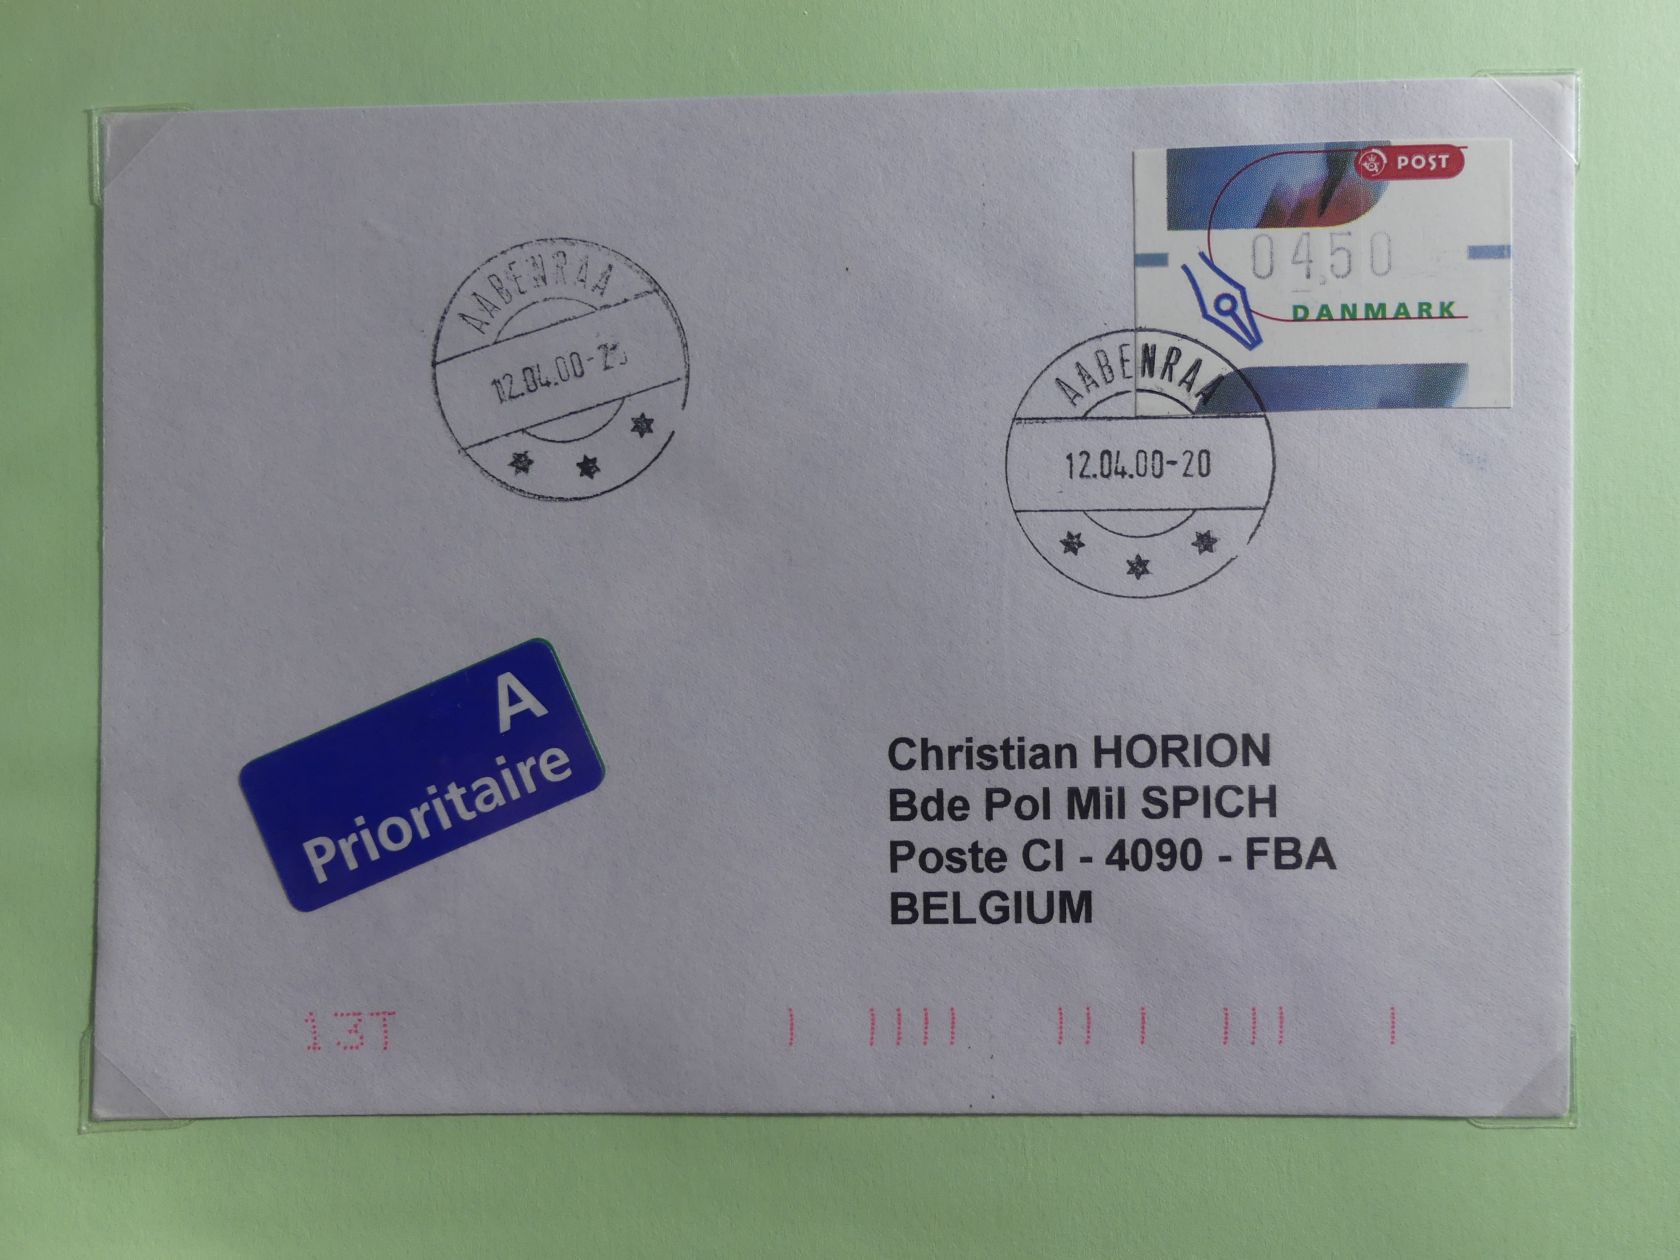 POST
04,50
DANMARK
AABENRAA
12.04.00-20
AABENRAA
12.04.00-20
A
Prioritaire
Christian HORION
Bde Pol Mil SPICH
Poste CI - 4090 - FBA
BELGIUM
13T